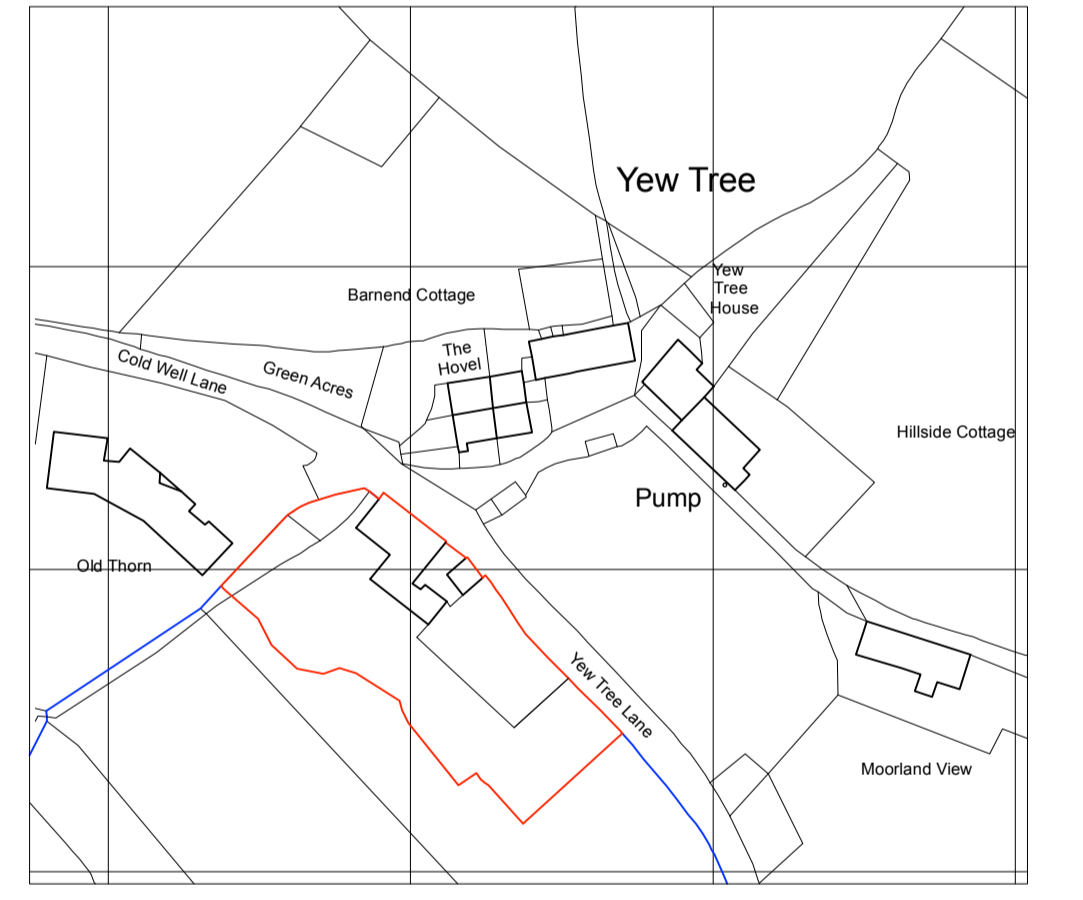 Yew Tree
Yew
Tree
House
Barnend Cottage
The
Hovel
Cold Well Lane
Green Acres
Hillside Cottage
Pump
Old Thorn
Yew Tree Lane
Moorland View